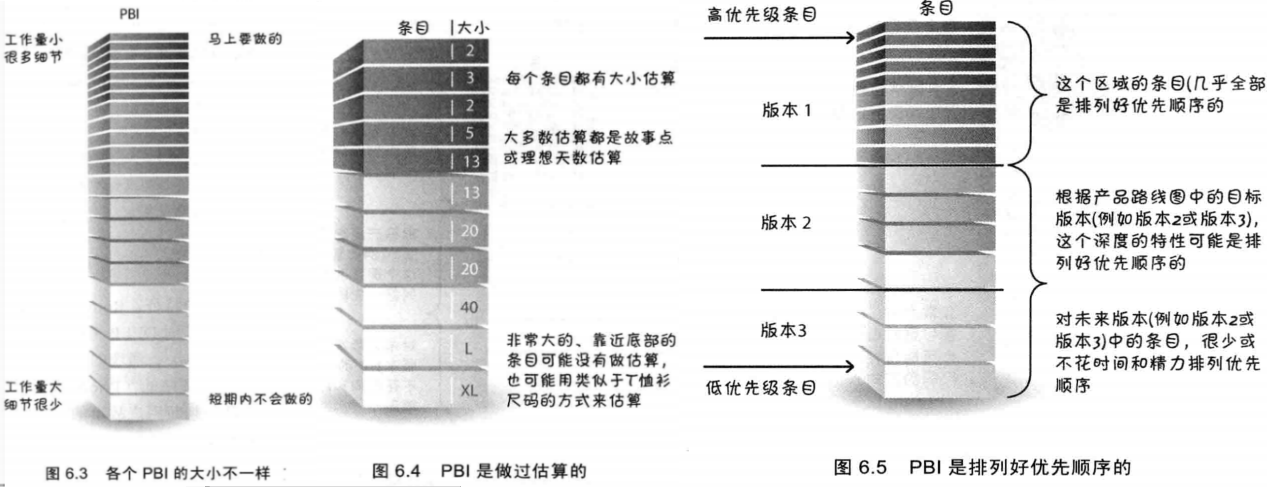 PBI
工作量小
很多细节
马上要做的
工作量大
细节很少
短期内不会做的
图 6.3 各个 PBI 的大小不一样
条目 | 大小
2
3
2
5
13
13
20
20
40
L
XL
每个条目都有大小估算
大多数估算都是故事点
或理想天数估算
非常大的、靠近底部的
条目可能没有做估算，
也可能用类似于T恤衫
尺码的方式来估算
图 6.4 PBI 是做过估算的
高优先级条目
条目
版本 1
版本 2
版本3
低优先级条目
这个区域的条目(几乎全部
是排列好优先顺序的
根据产品路线图中的目标
版本(例如版本2或版本3),
这个深度的特性可能是排
列好优先顺序的
对未来版本(例如版本2或
版本3)中的条目，很少或
不花时间和精力排列优先
顺序
图 6.5 PBI 是排列好优先顺序的